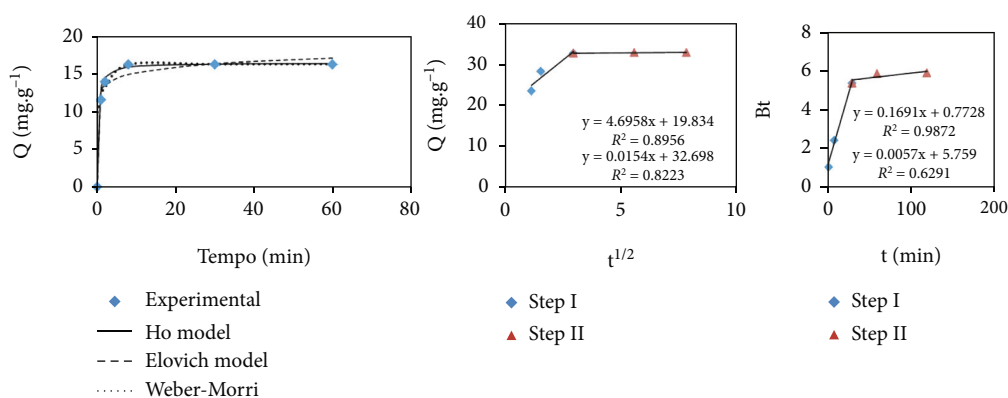 20
15
10
5
0
Q (mg.g⁻¹)
0 20 40 60 80
Tempo (min)
Experimental
Ho model
Elovich model
Weber-Morri
40
30
20
10
0
Q (mg.g⁻¹)
y = 4.6958x + 19.834
R² = 0.8956
y = 0.0154x + 32.698
R² = 0.8223
0 5 10
t^1/2
Step I
Step II
8
6
4
2
0
Bt
y = 0.1691x + 0.7728
R² = 0.9872
y = 0.0057x + 5.759
R² = 0.6291
0 100 200
t (min)
Step I
Step II